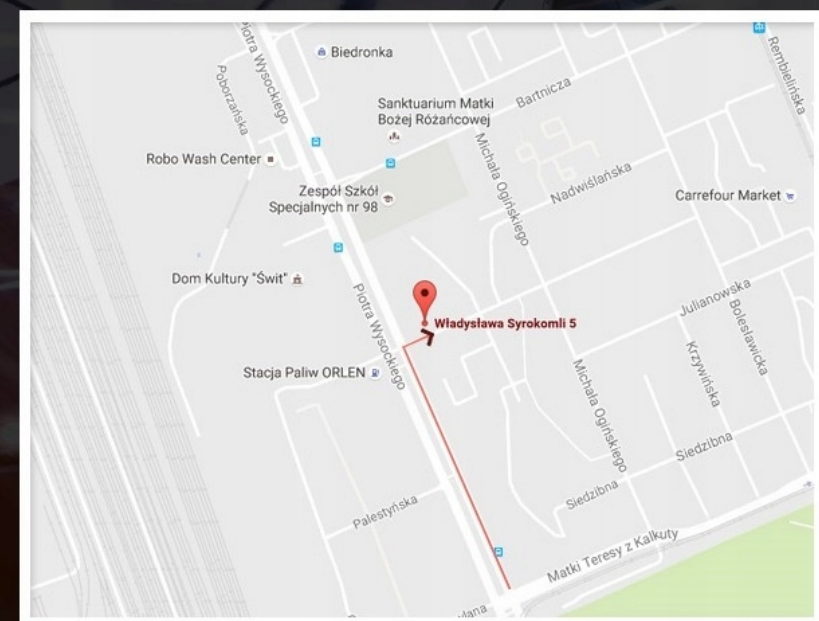 Piotra Wysockiego
Biedronka
Poborzańska
Rembielińska
Bartnicza
Sanktuarium Matki
Bożej Różańcowej
Robo Wash Center
Michała Ogińskiego
Zespół Szkół
Specjalnych nr 98
Nadwiślańska
Carrefour Market
Dom Kultury "Świt"
Piotra Wysockiego
Władysława Syrokomli 5
Julianowska
Bolesławicka
Stacja Paliw ORLEN
Krzywińska
Michała Ogińskiego
Siedzibna
Siedzibna
Palestyńska
Matki Teresy z Kalkuty